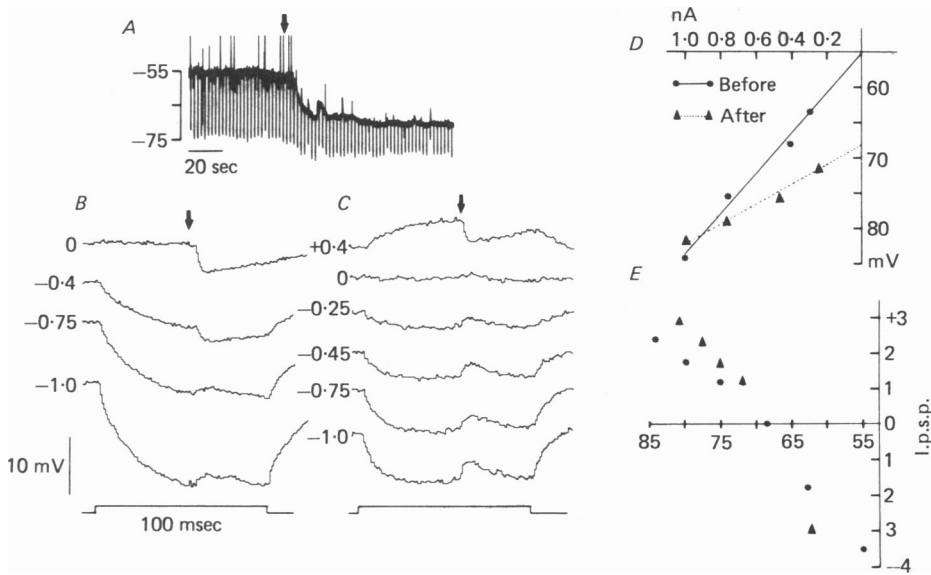 A
−55
−75
20 sec
B
0
−0·4
−0·75
−1·0
10 mV
100 msec
C
+0·4
0
−0·25
−0·45
−0·75
−1·0
D
nA
1·0 0·8 0·6 0·4 0·2
Before
After
60
70
80
mV
E
+3
2
1
0
85 75 65 55
1
2
3
−4
I.p.s.p.